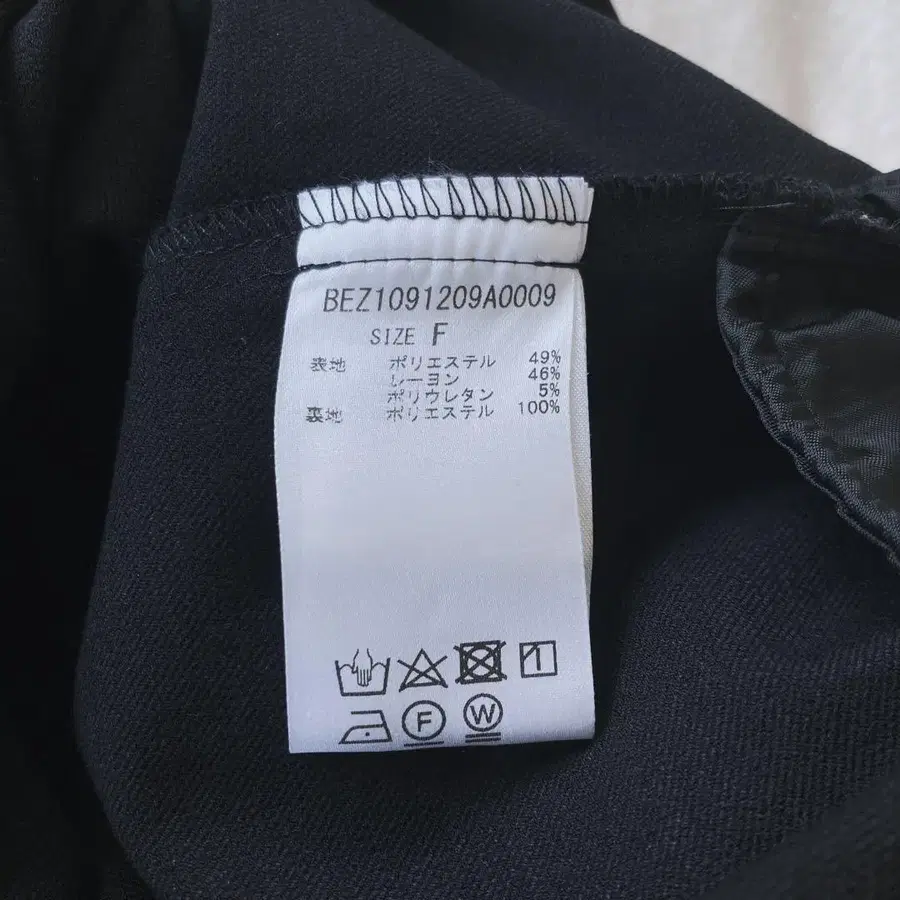 BEZ1091209A0009
SIZE F
表地 ポリエステル 49%
レーヨン 46%
ポリウレタン 5%
裏地 ポリエステル 100%
F W